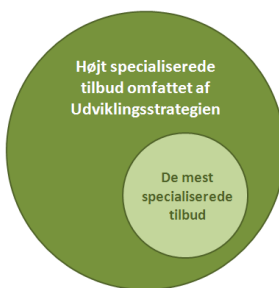 Højt specialiserede
tilbud omfattet af
Udviklingsstrategien
De mest
specialiserede
tilbud